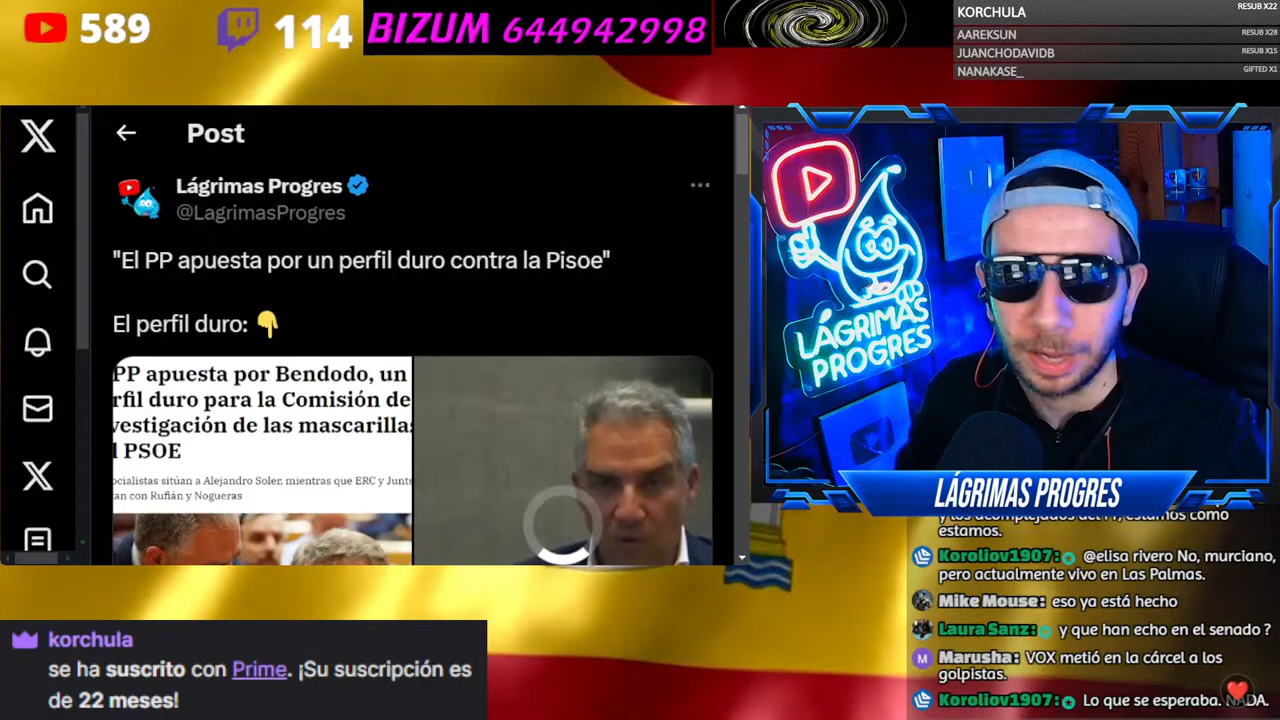 589
114
BIZUM 644942998
KORCHULA
RESUB X22
AAREKSUN
RESUB X28
JUANCHODAVIDB
RESUB X15
NANAKASE_
GIFTED X1
Post
Lágrimas Progres
@LagrimasProgres
"El PP apuesta por un perfil duro contra la Pisoe"
El perfil duro: 👇
PP apuesta por Bendodo, un
rfil duro para la Comisión de
vestigación de las mascarillas
l PSOE
ocialistas sitúan a Alejandro Soler, mientras que ERC y Junts
tan con Rufián y Nogueras
LÁGRIMAS
PROGRES
LÁGRIMAS PROGRES
y los acomplejados del PP, estamos como
estamos.
Koroliov1907: @elisa rivero No, murciano,
pero actualmente vivo en Las Palmas.
Mike Mouse: eso ya está hecho
Laura Sanz: y que han echo en el senado ?
Marusha: VOX metió en la cárcel a los
golpistas.
Koroliov1907: Lo que se esperaba. NADA.
korchula
se ha suscrito con Prime. ¡Su suscripción es
de 22 meses!